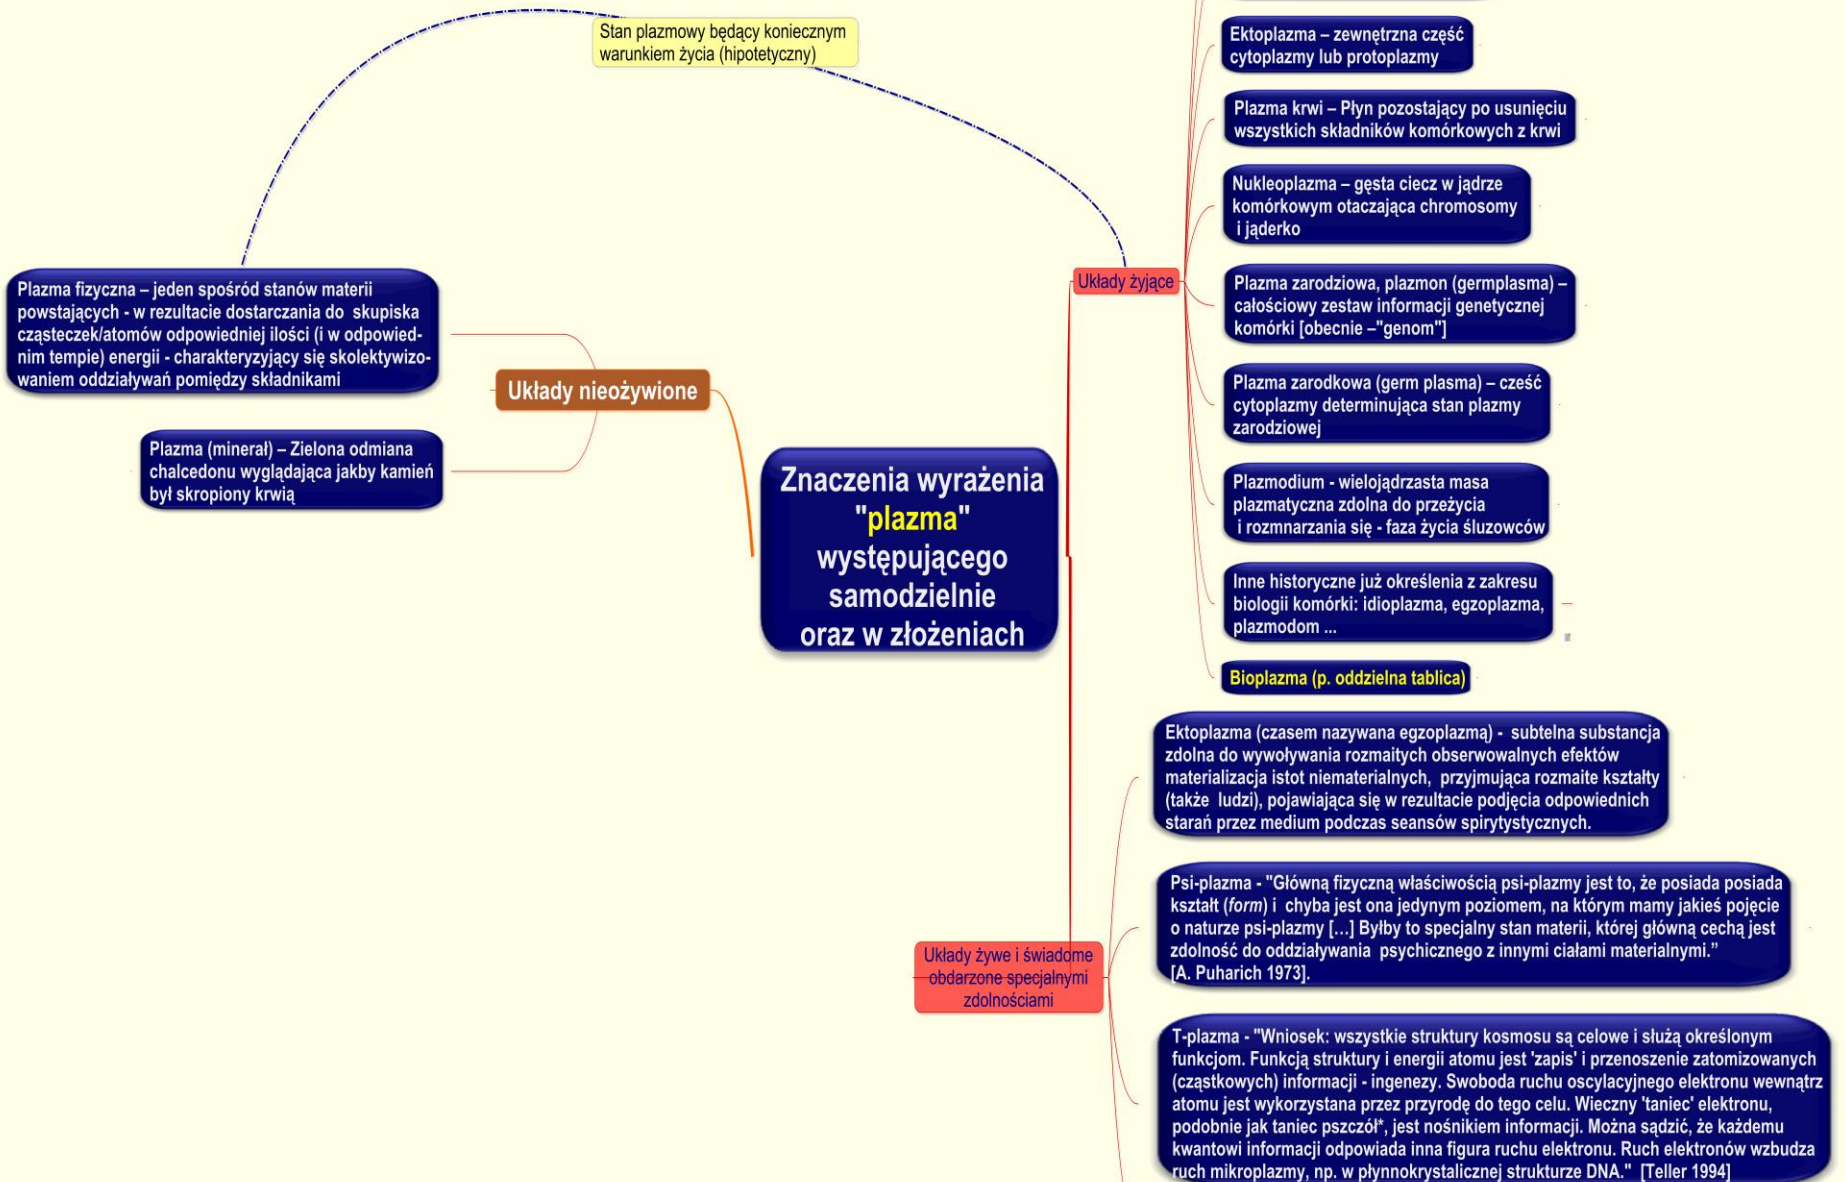 Stan plazmowy będący koniecznym
warunkiem życia (hipotetyczny)
Plazma fizyczna – jeden spośród stanów materii
powstających - w rezultacie dostarczania do skupiska
cząsteczek/atomów odpowiedniej ilości (i w odpowied-
nim tempie) energii - charakteryzyjący się skolektywizo-
waniem oddziaływań pomiędzy składnikami
Układy nieożywione
Plazma (minerał) – Zielona odmiana
chalcedonu wyglądająca jakby kamień
był skropiony krwią
Znaczenia wyrażenia
"plazma"
występującego
samodzielnie
oraz w złożeniach
Układy żyjące
Ektoplazma – zewnętrzna część
cytoplazmy lub protoplazmy
Plazma krwi – Płyn pozostający po usunięciu
wszystkich składników komórkowych z krwi
Nukleoplazma – gęsta ciecz w jądrze
komórkowym otaczająca chromosomy
i jąderko
Plazma zarodziowa, plazmon (germplasma) –
całościowy zestaw informacji genetycznej
komórki [obecnie –"genom"]
Plazma zarodkowa (germ plasma) – cześć
cytoplazmy determinująca stan plazmy
zarodziowej
Plazmodium - wielojądrzasta masa
plazmatyczna zdolna do przeżycia
i rozmnarzania się - faza życia śluzowców
Inne historyczne już określenia z zakresu
biologii komórki: idioplazma, egzoplazma,
plazmodom ...
Bioplazma (p. oddzielna tablica)
Układy żywe i świadome
obdarzone specjalnymi
zdolnościami
Ektoplazma (czasem nazywana egzoplazmą) - subtelna substancja
zdolna do wywoływania rozmaitych obserwowalnych efektów
materializacja istot niematerialnych, przyjmująca rozmaite kształty
(także ludzi), pojawiająca się w rezultacie podjęcia odpowiednich
starań przez medium podczas seansów spirytystycznych.
Psi-plazma - "Główną fizyczną właściwością psi-plazmy jest to, że posiada posiada
kształt (form) i chyba jest ona jedynym poziomem, na którym mamy jakieś pojęcie
o naturze psi-plazmy [...] Byłby to specjalny stan materii, której główną cechą jest
zdolność do oddziaływania psychicznego z innymi ciałami materialnymi.”
[A. Puharich 1973].
T-plazma - "Wniosek: wszystkie struktury kosmosu są celowe i służą określonym
funkcjom. Funkcją struktury i energii atomu jest 'zapis' i przenoszenie zatomizowanych
(cząstkowych) informacji - ingenezy. Swoboda ruchu oscylacyjnego elektronu wewnątrz
atomu jest wykorzystana przez przyrodę do tego celu. Wieczny 'taniec' elektronu,
podobnie jak taniec pszczół*, jest nośnikiem informacji. Można sądzić, że każdemu
kwantowi informacji odpowiada inna figura ruchu elektronu. Ruch elektronów wzbudza
ruch mikroplazmy, np. w płynnokrystalicznej strukturze DNA." [Teller 1994]